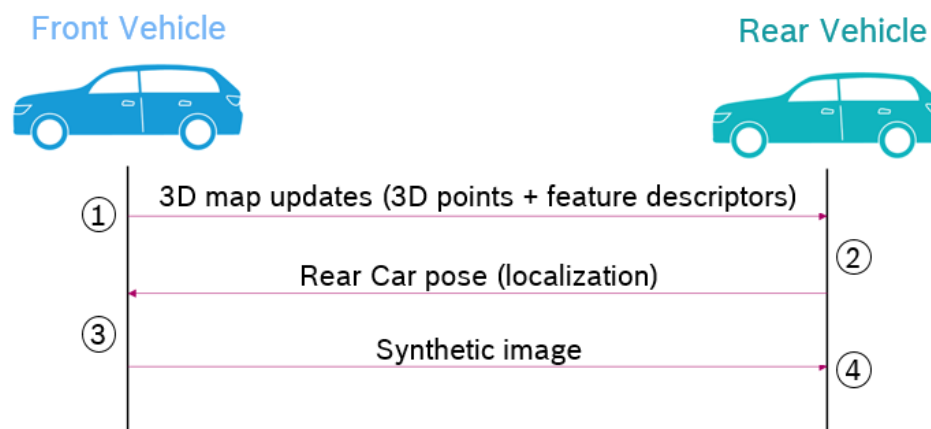 Front Vehicle
Rear Vehicle
3D map updates (3D points + feature descriptors)
①
②
Rear Car pose (localization)
③
Synthetic image
④